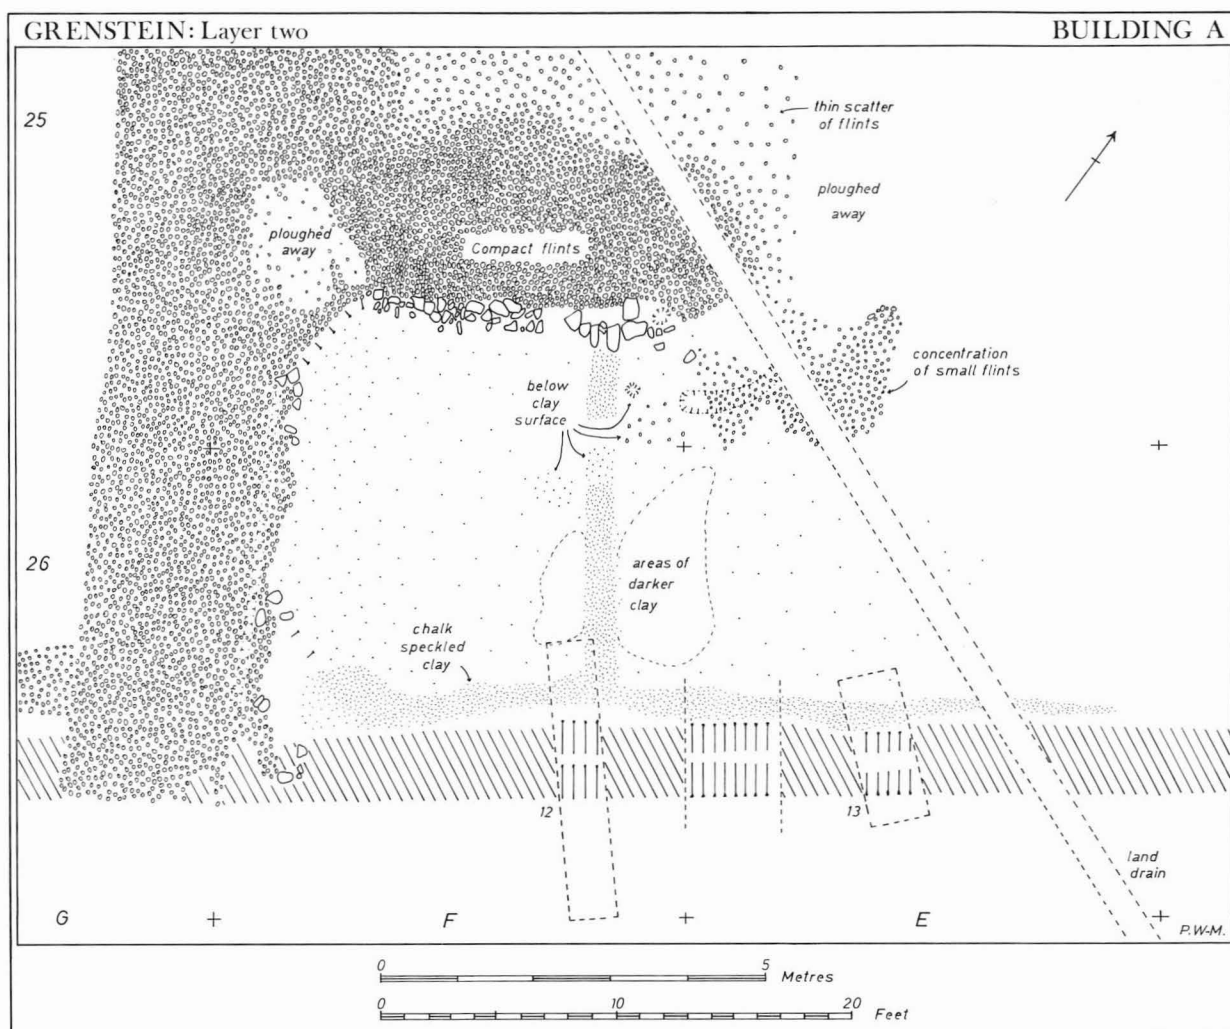 GRENSTEIN: Layer two
BUILDING A
25
thin scatter
of flints
ploughed
away
ploughed
away
Compact flints
concentration
of small flints
below
clay
surface
26
areas of
darker
clay
chalk
speckled
clay
12
13
land
drain
G
F
E
P.W-M.
0
5
Metres
0
10
20
Feet